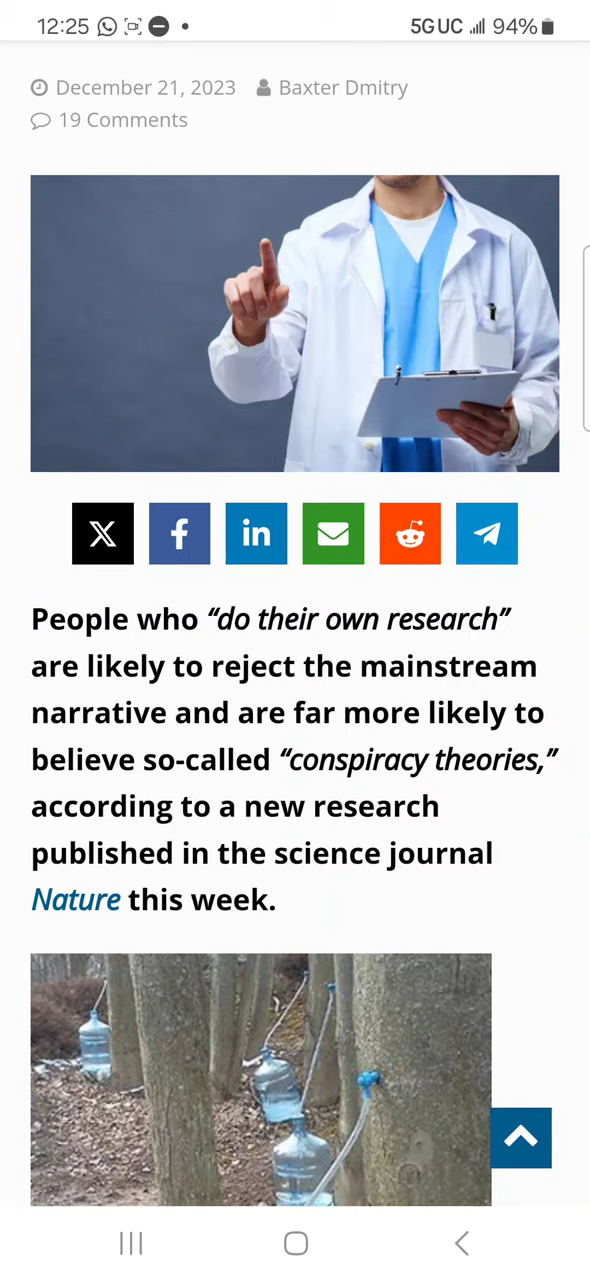 12:25 5G UC 94%
December 21, 2023 Baxter Dmitry
19 Comments
X f in
People who “do their own research”
are likely to reject the mainstream
narrative and are far more likely to
believe so-called “conspiracy theories,”
according to a new research
published in the science journal
Nature this week.